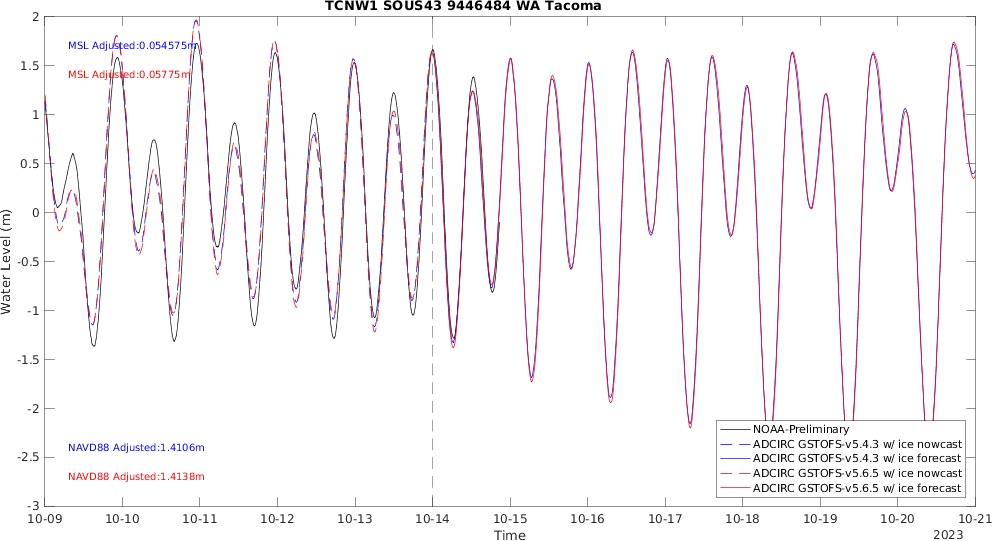 TCNW1 SOUS43 9446484 WA Tacoma
MSL Adjusted:0.054575m
MSL Adjusted:0.05775m
NAVD88 Adjusted:1.4106m
NAVD88 Adjusted:1.4138m
Water Level (m)
2
1.5
1
0.5
0
-0.5
-1
-1.5
-2
-2.5
-3
NOAA-Preliminary
ADCIRC GSTOFS-v5.4.3 w/ ice nowcast
ADCIRC GSTOFS-v5.4.3 w/ ice forecast
ADCIRC GSTOFS-v5.6.5 w/ ice nowcast
ADCIRC GSTOFS-v5.6.5 w/ ice forecast
10-09 10-10 10-11 10-12 10-13 10-14 10-15 10-16 10-17 10-18 10-19 10-20 10-21
Time
2023